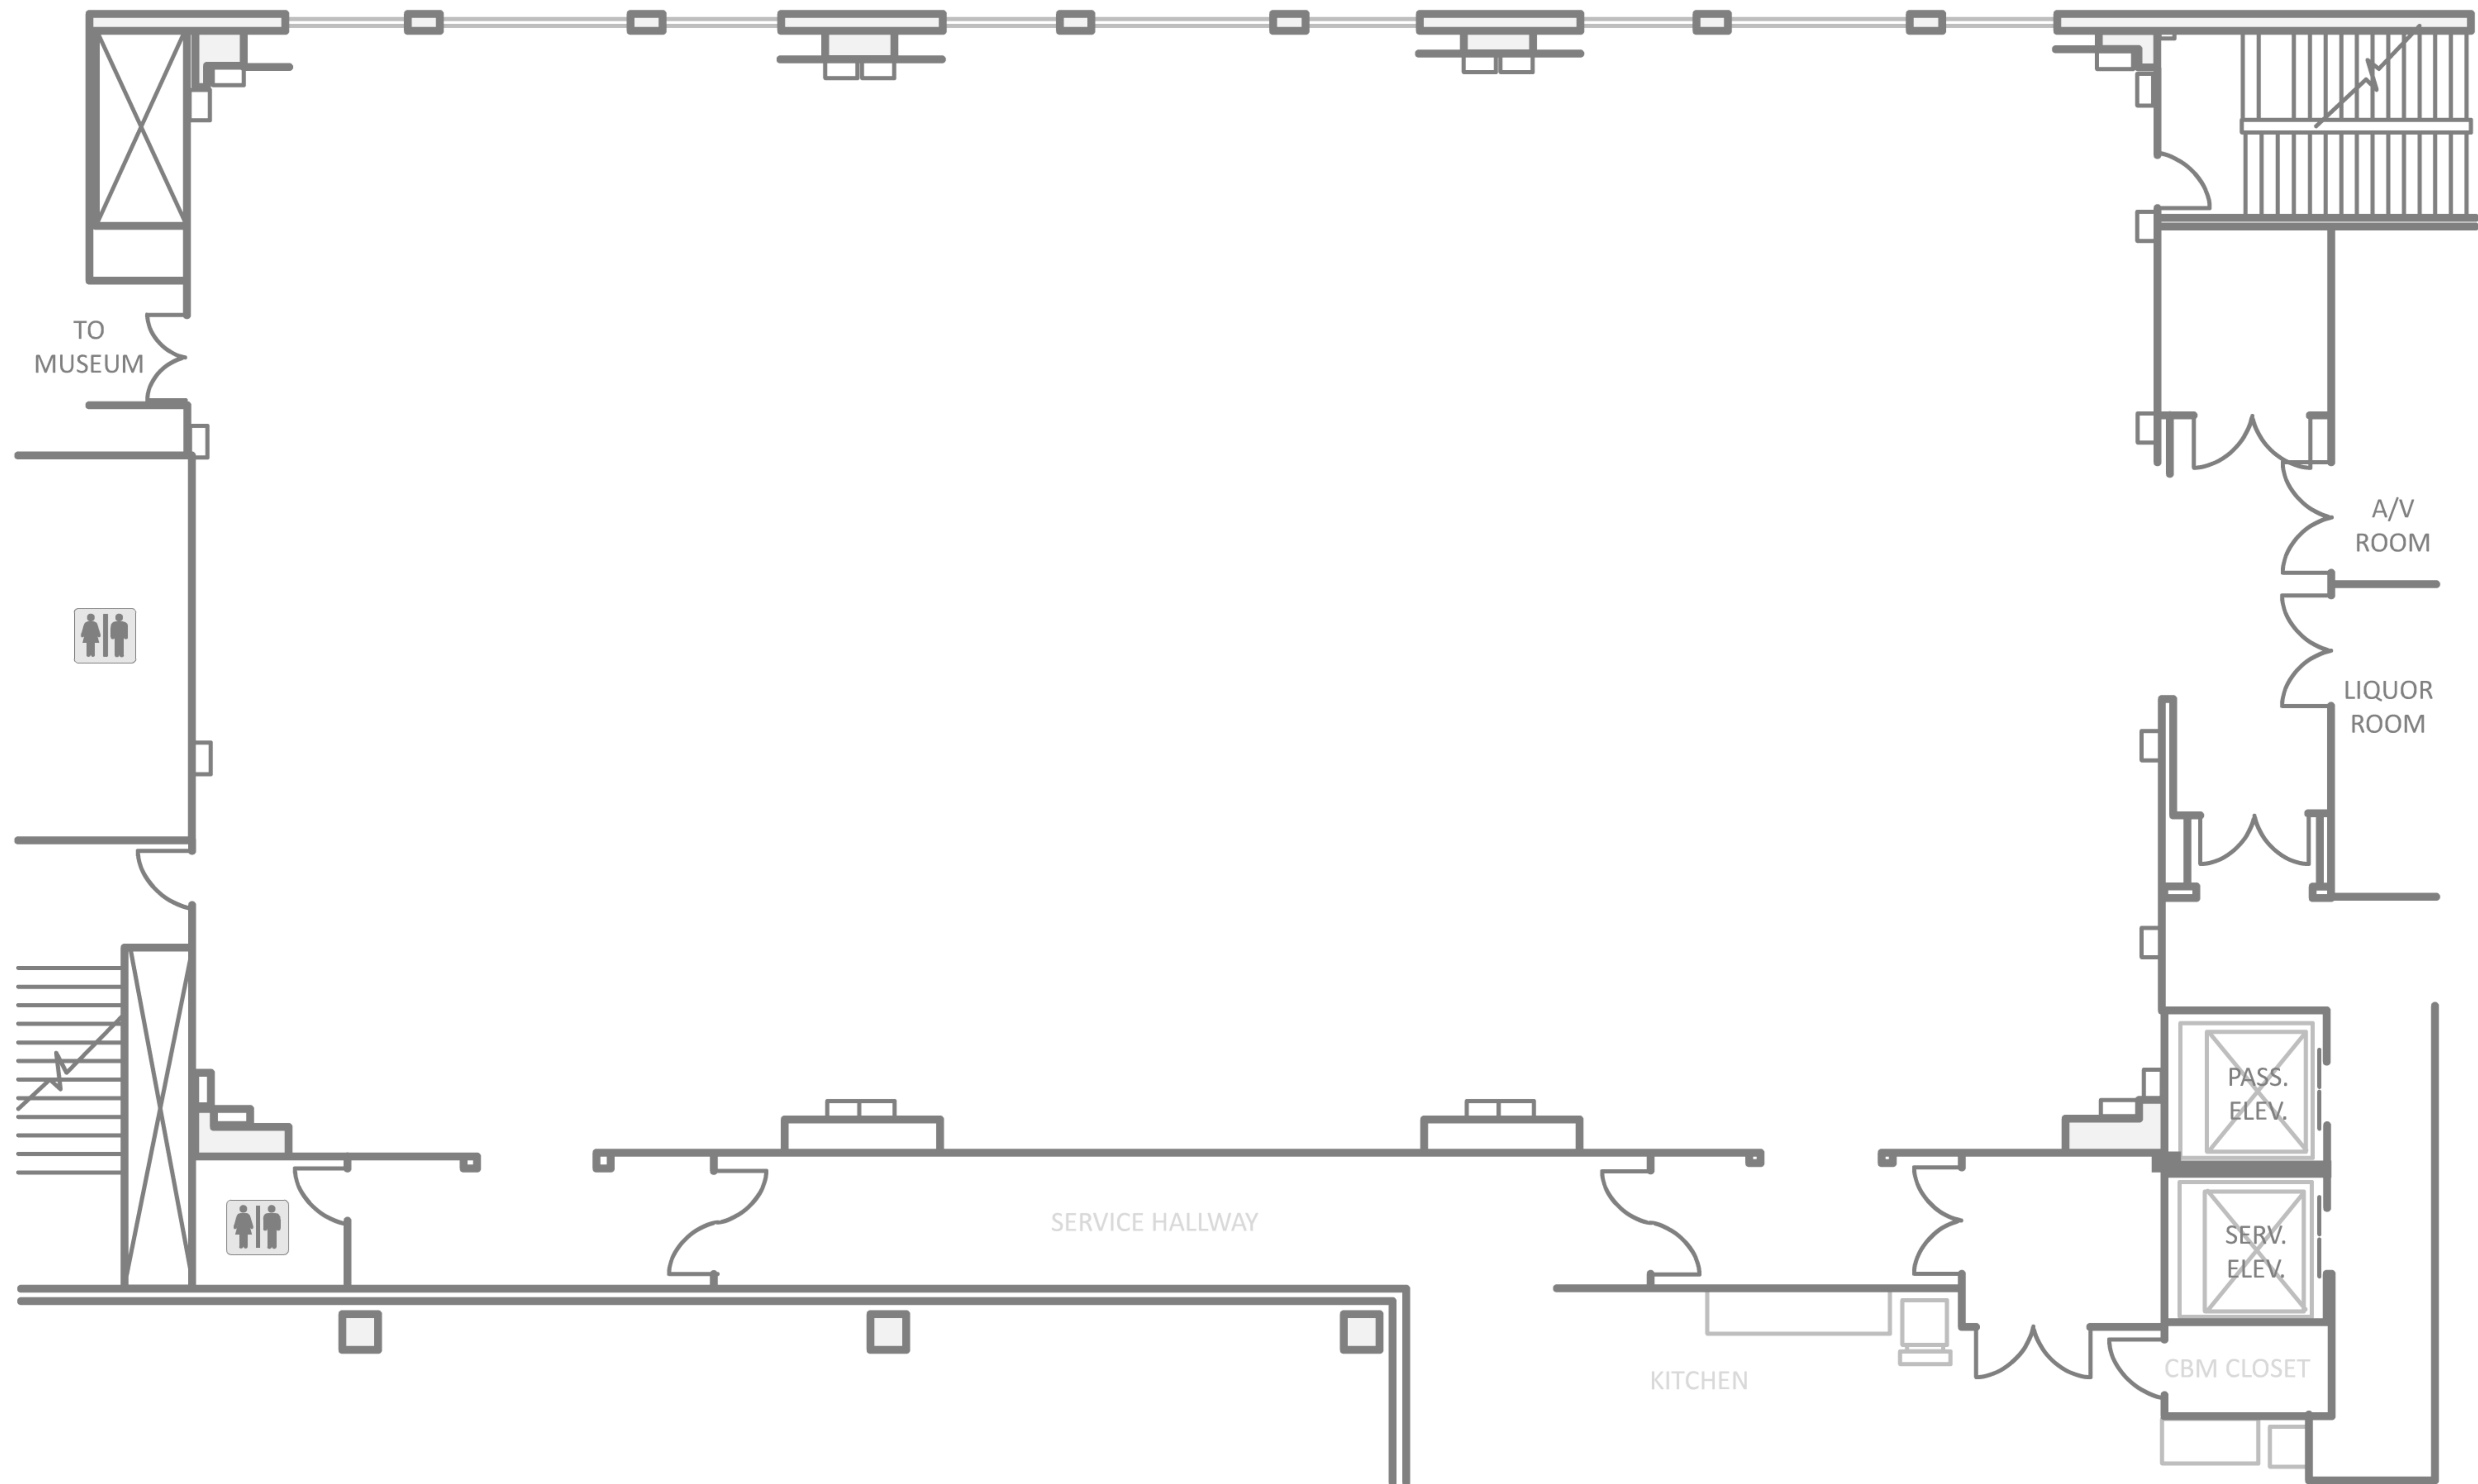 TO
MUSEUM
A/V
ROOM
LIQUOR
ROOM
PASS.
ELEV.
SERVICE HALLWAY
SERV.
ELEV.
KITCHEN
CBM CLOSET